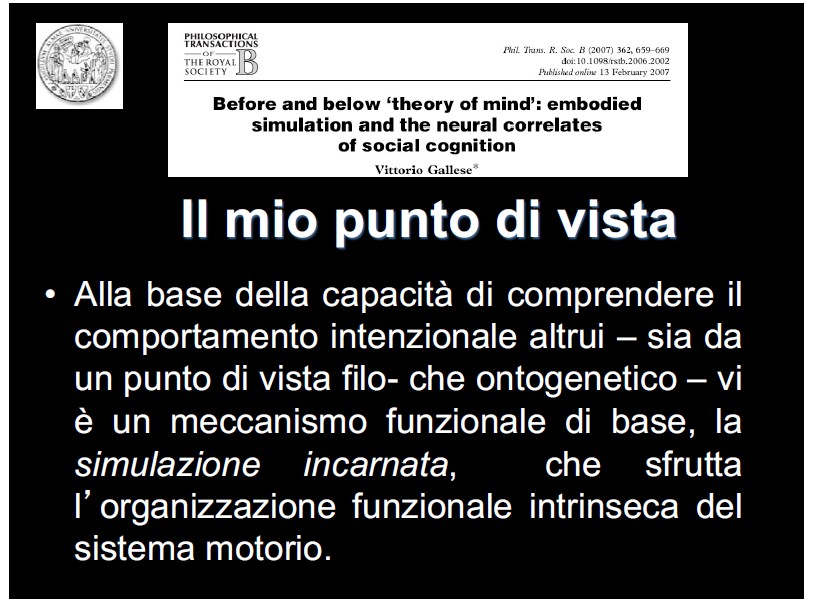 PHILOSOPHICAL
TRANSACTIONS
OF
THE ROYAL
SOCIETY B
Phil. Trans. R. Soc. B (2007) 362, 659–669
doi:10.1098/rstb.2006.2002
Published online 13 February 2007
Before and below ‘theory of mind’: embodied
simulation and the neural correlates
of social cognition
Vittorio Gallese*
Il mio punto di vista
• Alla base della capacità di comprendere il
comportamento intenzionale altrui – sia da
un punto di vista filo- che ontogenetico – vi
è un meccanismo funzionale di base, la
simulazione incarnata, che sfrutta
l’organizzazione funzionale intrinseca del
sistema motorio.